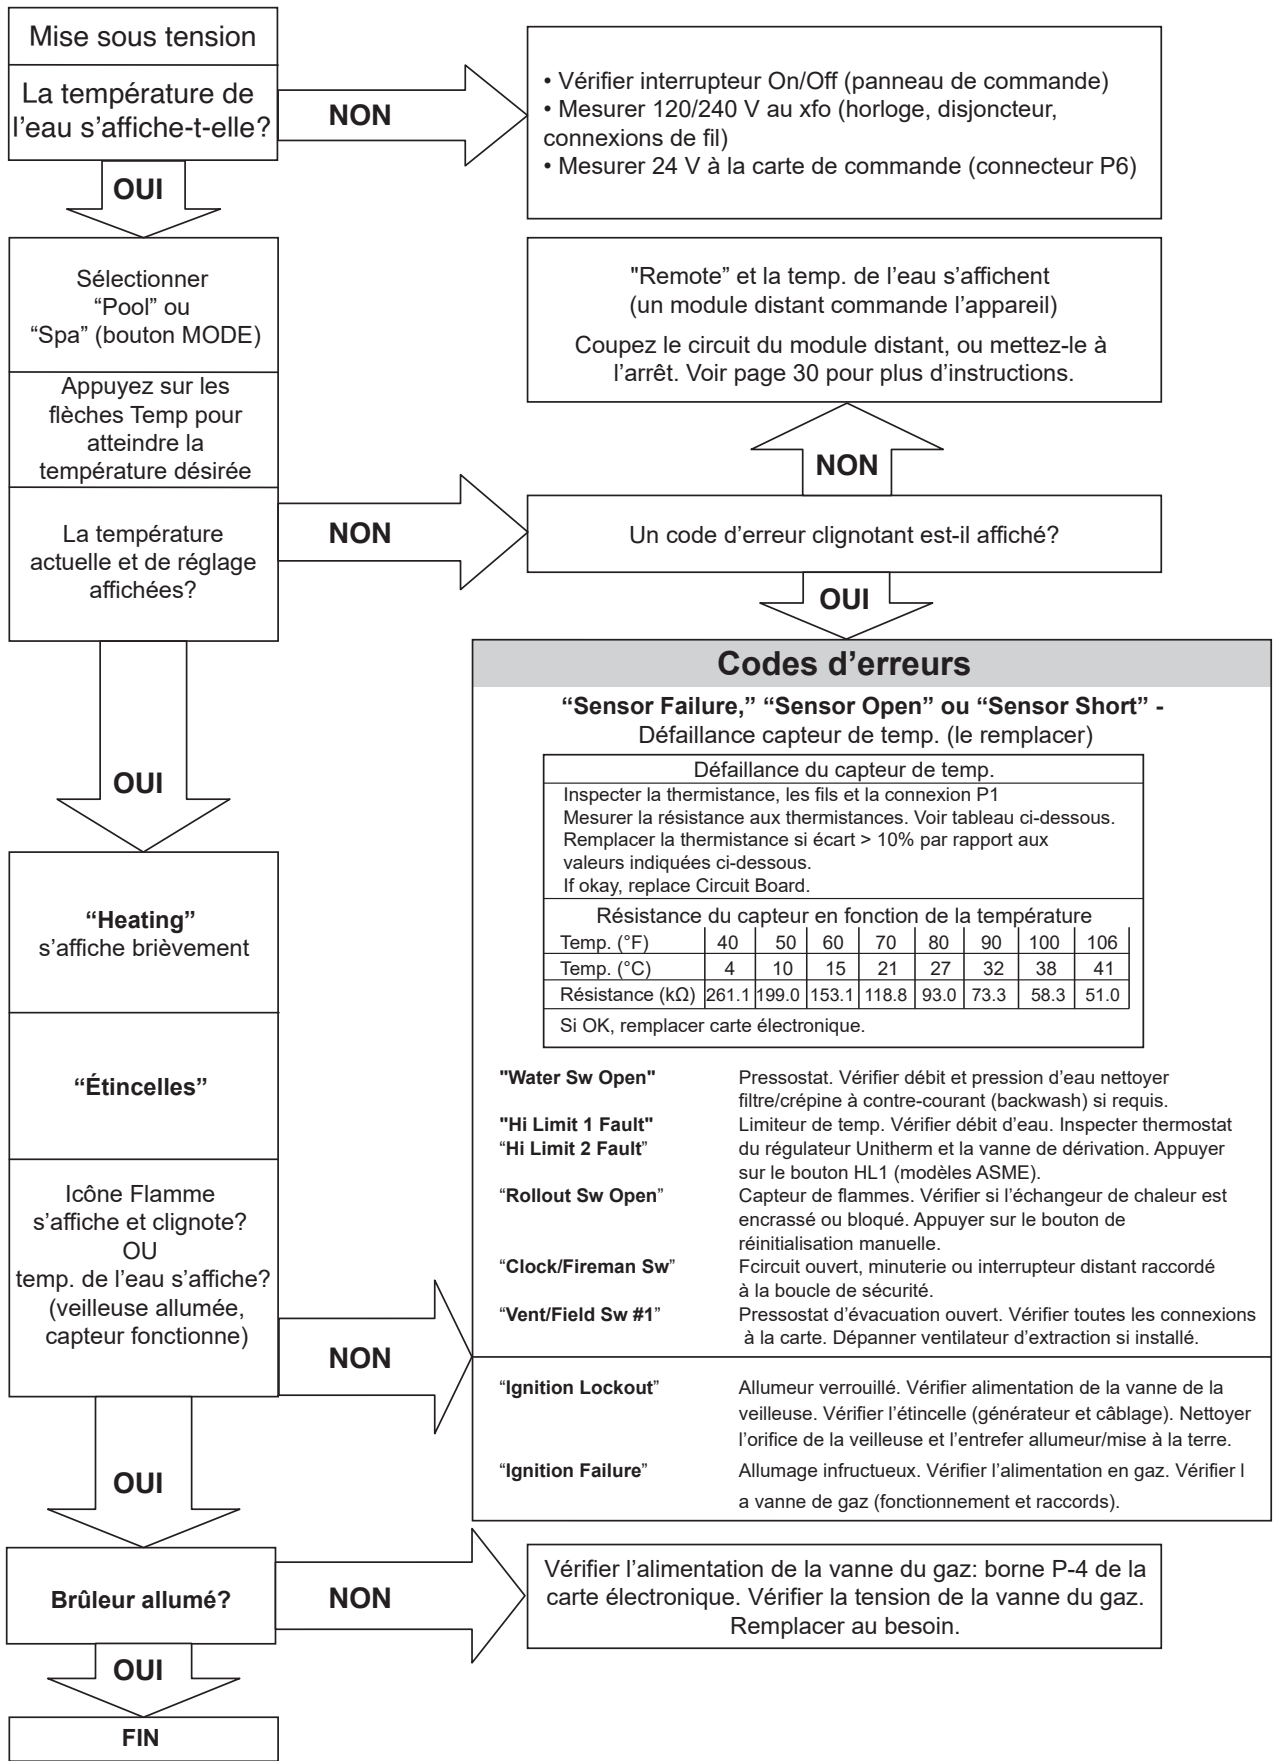 Mise sous tension
La température de
l'eau s'affiche-t-elle?
NON
• Vérifier interrupteur On/Off (panneau de commande)
• Mesurer 120/240 V au xfo (horloge, disjoncteur,
connexions de fil)
• Mesurer 24 V à la carte de commande (connecteur P6)
OUI
Sélectionner
“Pool” ou
“Spa” (bouton MODE)
Appuyez sur les
flèches Temp pour
atteindre la
température désirée
La température
actuelle et de réglage
affichées?
NON
"Remote” et la temp. de l’eau s’affichent
(un module distant commande l’appareil)
Coupez le circuit du module distant, ou mettez-le à
l’arrêt. Voir page 30 pour plus d’instructions.
NON
Un code d’erreur clignotant est-il affiché?
OUI
Codes d’erreurs
“Sensor Failure,” “Sensor Open” ou “Sensor Short” -
Défaillance capteur de temp. (le remplacer)
Défaillance du capteur de temp.
Inspecter la thermistance, les fils et la connexion P1
Mesurer la résistance aux thermistances. Voir tableau ci-dessous.
Remplacer la thermistance si écart > 10% par rapport aux
valeurs indiquées ci-dessous.
If okay, replace Circuit Board.
Résistance du capteur en fonction de la température
Temp. (°F) 40 50 60 70 80 90 100 106
Temp. (°C) 4 10 15 21 27 32 38 41
Résistance (kΩ) 261.1 199.0 153.1 118.8 93.0 73.3 58.3 51.0
Si OK, remplacer carte électronique.
"Water Sw Open" Pressostat. Vérifier débit et pression d’eau nettoyer
filtre/crépine à contre-courant (backwash) si requis.
"Hi Limit 1 Fault" Limiteur de temp. Vérifier débit d’eau. Inspecter thermostat
“Hi Limit 2 Fault” du régulateur Unitherm et la vanne de dérivation. Appuyer
sur le bouton HL1 (modèles ASME).
“Rollout Sw Open” Capteur de flammes. Vérifier si l’échangeur de chaleur est
encrassé ou bloqué. Appuyer sur le bouton de
réinitialisation manuelle.
“Clock/Fireman Sw” Fcircuit ouvert, minuterie ou interrupteur distant raccordé
à la boucle de sécurité.
“Vent/Field Sw #1” Pressostat d’évacuation ouvert. Vérifier toutes les connexions
à la carte. Dépanner ventilateur d’extraction si installé.
“Ignition Lockout” Allumeur verrouillé. Vérifier alimentation de la vanne de la
veilleuse. Vérifier l’étincelle (générateur et câblage). Nettoyer
l’orifice de la veilleuse et l’entrefer allumeur/mise à la terre.
“Ignition Failure” Allumage infructueux. Vérifier l’alimentation en gaz. Vérifier l
a vanne de gaz (fonctionnement et raccords).
OUI
“Heating”
s’affiche brièvement
“Étincelles”
Icône Flamme
s’affiche et clignote?
OU
temp. de l’eau s’affiche?
(veilleuse allumée,
capteur fonctionne)
NON
OUI
Brûleur allumé?
NON
Vérifier l’alimentation de la vanne du gaz: borne P-4 de la
carte électronique. Vérifier la tension de la vanne du gaz.
Remplacer au besoin.
OUI
FIN